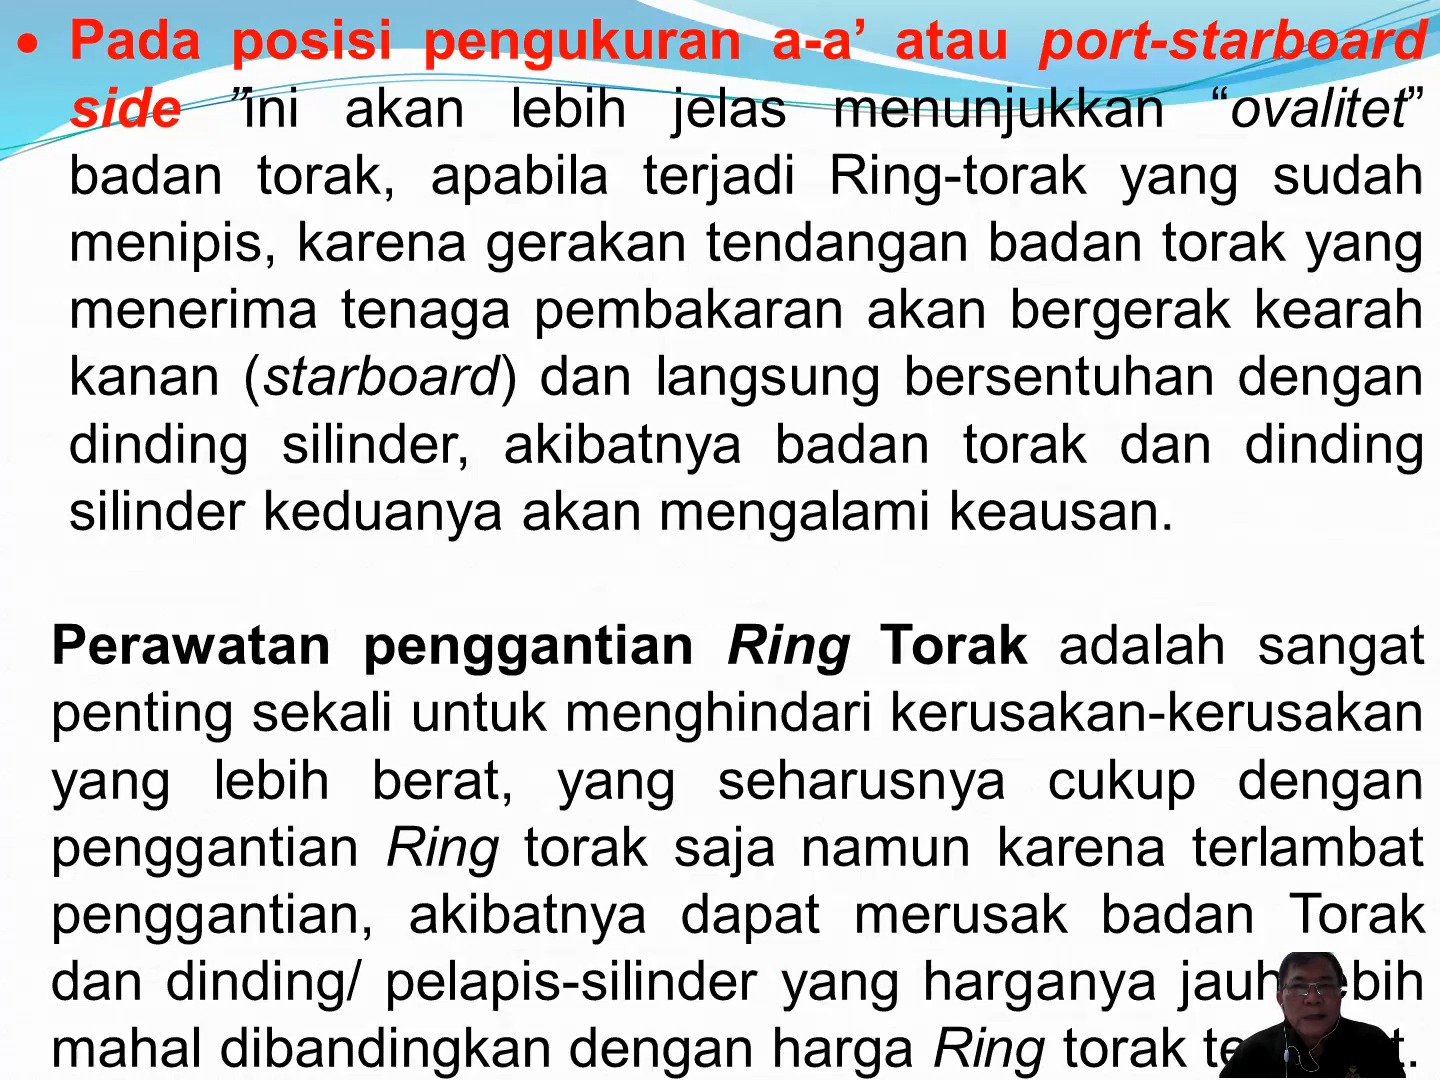 • Pada posisi pengukuran a-a’ atau port-starboard
side ”ini akan lebih jelas menunjukkan “ovalitet”
badan torak, apabila terjadi Ring-torak yang sudah
menipis, karena gerakan tendangan badan torak yang
menerima tenaga pembakaran akan bergerak kearah
kanan (starboard) dan langsung bersentuhan dengan
dinding silinder, akibatnya badan torak dan dinding
silinder keduanya akan mengalami keausan.
Perawatan penggantian Ring Torak adalah sangat
penting sekali untuk menghindari kerusakan-kerusakan
yang lebih berat, yang seharusnya cukup dengan
penggantian Ring torak saja namun karena terlambat
penggantian, akibatnya dapat merusak badan Torak
dan dinding/ pelapis-silinder yang harganya jauh lebih
mahal dibandingkan dengan harga Ring torak